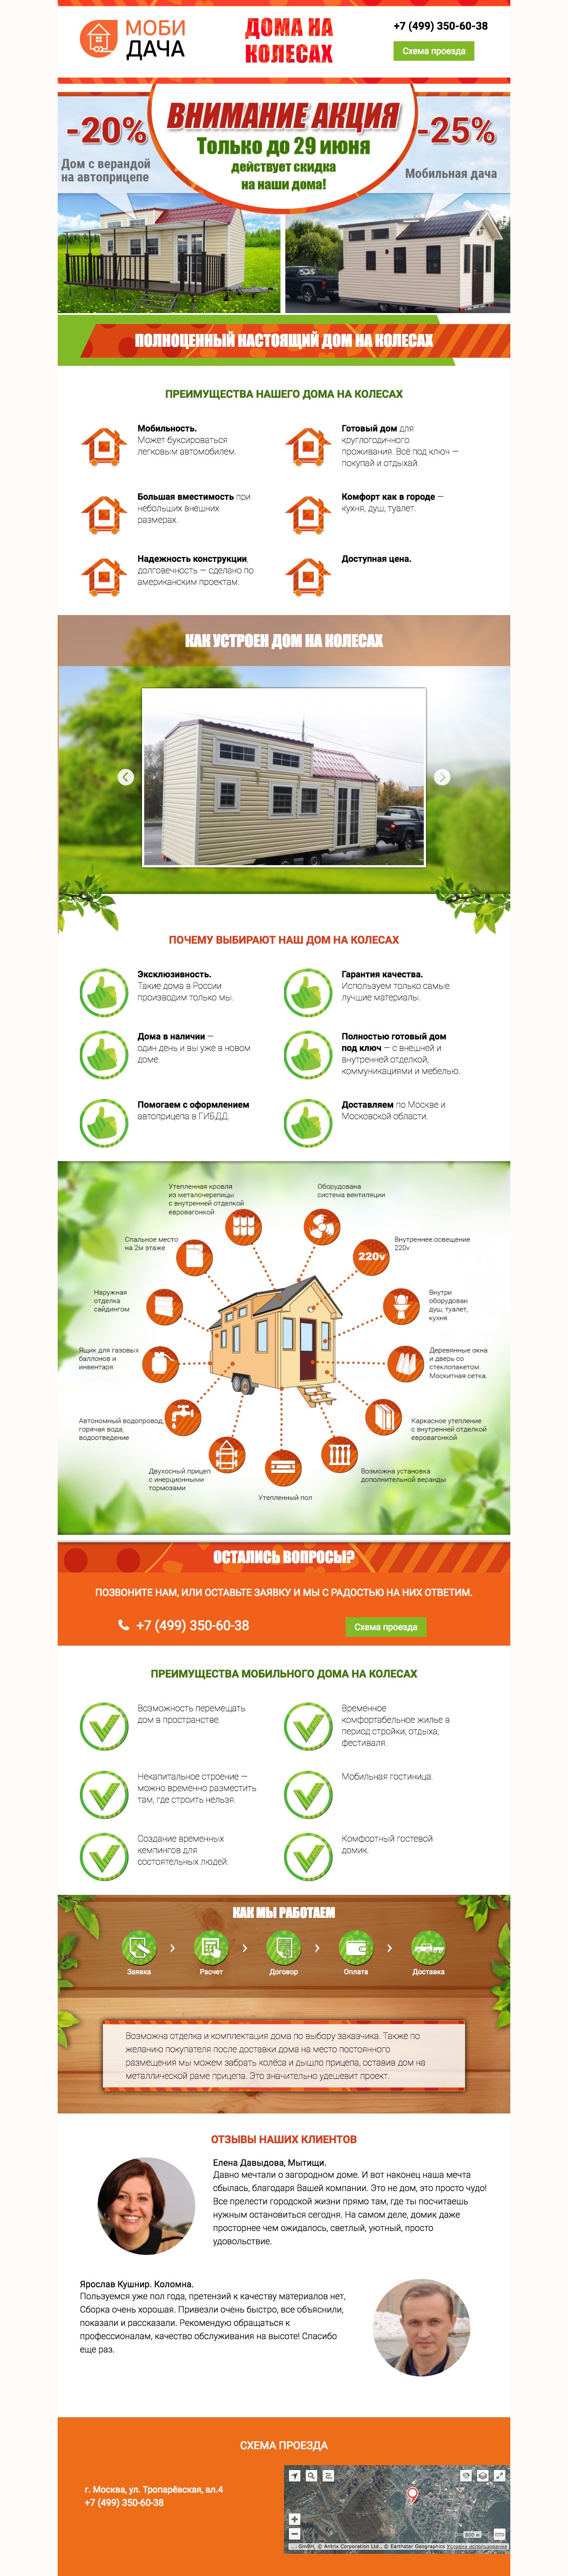 МОБИ
ДАЧА
ДОМА НА
КОЛЕСАХ
+7 (499) 350-60-38
Схема проезда
ВНИМАНИЕ АКЦИЯ
Только до 29 июня
действует скидка
на наши дома!
-20%
Дом с верандой
на автоприцепе
-25%
Мобильная дача
ПОЛНОЦЕННЫЙ НАСТОЯЩИЙ ДОМ НА КОЛЕСАХ
ПРЕИМУЩЕСТВА НАШЕГО ДОМА НА КОЛЕСАХ
Мобильность.
Может буксироваться
легковым автомобилем.
Готовый дом для
круглогодичного
проживания. Всё под ключ —
покупай и отдыхай.
Большая вместимость при
небольших внешних
размерах.
Комфорт как в городе —
кухня, душ, туалет.
Надежность конструкции,
долговечность — сделано по
американским проектам.
Доступная цена.
КАК УСТРОЕН ДОМ НА КОЛЕСАХ
ПОЧЕМУ ВЫБИРАЮТ НАШ ДОМ НА КОЛЕСАХ
Эксклюзивность.
Такие дома в России
производим только мы.
Гарантия качества.
Используем только самые
лучшие материалы.
Дома в наличии —
один день и вы уже в новом
доме.
Полностью готовый дом
под ключ — с внешней и
внутренней отделкой,
коммуникациями и мебелью.
Помогаем с оформлением
автоприцепа в ГИБДД.
Доставляем по Москве и
Московской области.
Утепленная кровля
из металочерепицы
с внутренней отделкой
евровагонкой
Оборудована
система вентиляции
Спальное место
на 2м этаже
220v
Внутреннее освещение
220v
Наружная
отделка
сайдингом
Внутри
оборудован
душ, туалет,
кухня
Ящик для газовых
баллонов и
инвентаря
Деревянные окна
и дверь со
стеклопакетом.
Москитная сетка.
Автономный водопровод,
горячая вода,
водоотведение
Каркасное утепление
с внутренней отделкой
евровагонкой
Двухосный прицеп
с инерционными
тормозами
Возможна установка
дополнительной веранды
Утепленный пол
ОСТАЛИСЬ ВОПРОСЫ?
ПОЗВОНИТЕ НАМ, ИЛИ ОСТАВЬТЕ ЗАЯВКУ И МЫ С РАДОСТЬЮ НА НИХ ОТВЕТИМ.
+7 (499) 350-60-38
Схема проезда
ПРЕИМУЩЕСТВА МОБИЛЬНОГО ДОМА НА КОЛЕСАХ
Возможность перемещать
дом в пространстве.
Временное
комфортабельное жилье в
период стройки, отдыха,
фестиваля.
Некапитальное строение —
можно временно разместить
там, где строить нельзя.
Мобильная гостиница.
Создание временных
кемпингов для
состоятельных людей.
Комфортный гостевой
домик.
КАК МЫ РАБОТАЕМ
Заявка
Расчет
Договор
Оплата
Доставка
Возможна отделка и комплектация дома по выбору заказчика. Также по
желанию покупателя после доставки дома на место постоянного
размещения мы можем забрать колёса и дышло прицепа, оставив дом на
металлической раме прицепа. Это значительно удешевит проект.
ОТЗЫВЫ НАШИХ КЛИЕНТОВ
Елена Давыдова, Мытищи.
Давно мечтали о загородном доме. И вот наконец наша мечта
сбылась, благодаря Вашей компании. Это не дом, это просто чудо!
Все прелести городской жизни прямо там, где ты посчитаешь
нужным остановиться сегодня. На самом деле, домик даже
просторнее чем ожидалось, светлый, уютный, просто
удовольствие.
Ярослав Кушнир. Коломна.
Пользуемся уже пол года, претензий к качеству материалов нет,
Сборка очень хорошая. Привезли очень быстро, все объяснили,
показали и рассказали. Рекомендую обращаться к
профессионалам, качество обслуживания на высоте! Спасибо
еще раз.
СХЕМА ПРОЕЗДА
г. Москва, ул. Тропарёвская, вл.4
+7 (499) 350-60-38
800 м
GmbH, © Antrix Corporation Ltd., © Earthstar Geographics Условия использования